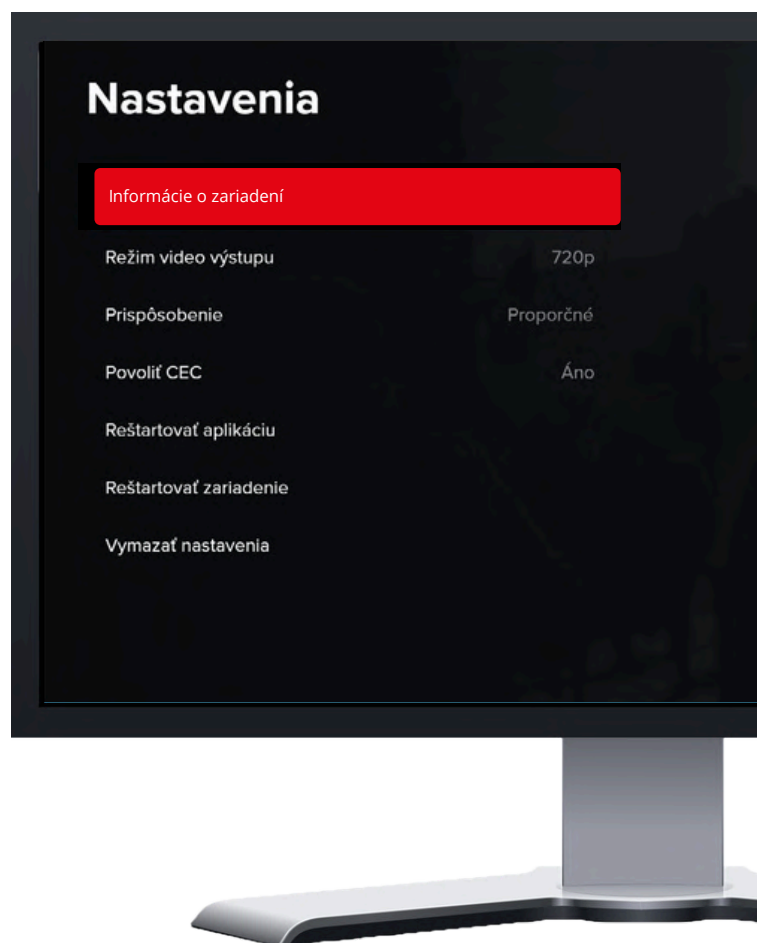 Nastavenia
Informácie o zariadení
Režim video výstupu 720p
Prispôsobenie Proporčné
Povoliť CEC Áno
Reštartovať aplikáciu
Reštartovať zariadenie
Vymazať nastavenia